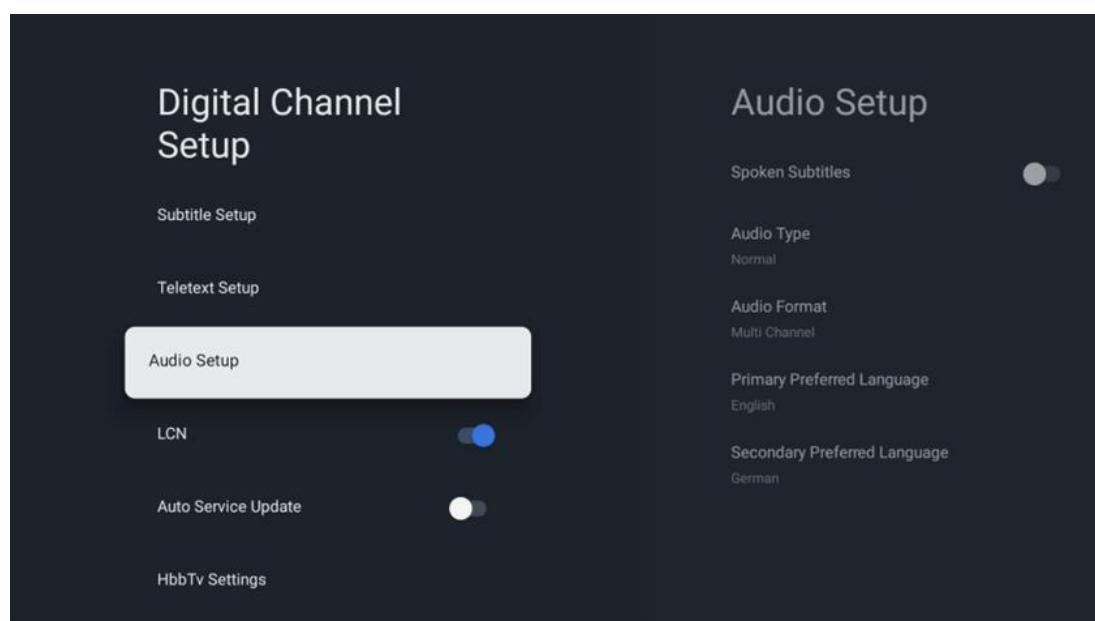 Digital Channel
Setup
Subtitle Setup
Teletext Setup
Audio Setup
LCN
Auto Service Update
HbbTv Settings
Audio Setup
Spoken Subtitles
Audio Type
Normal
Audio Format
Multi Channel
Primary Preferred Language
English
Secondary Preferred Language
German